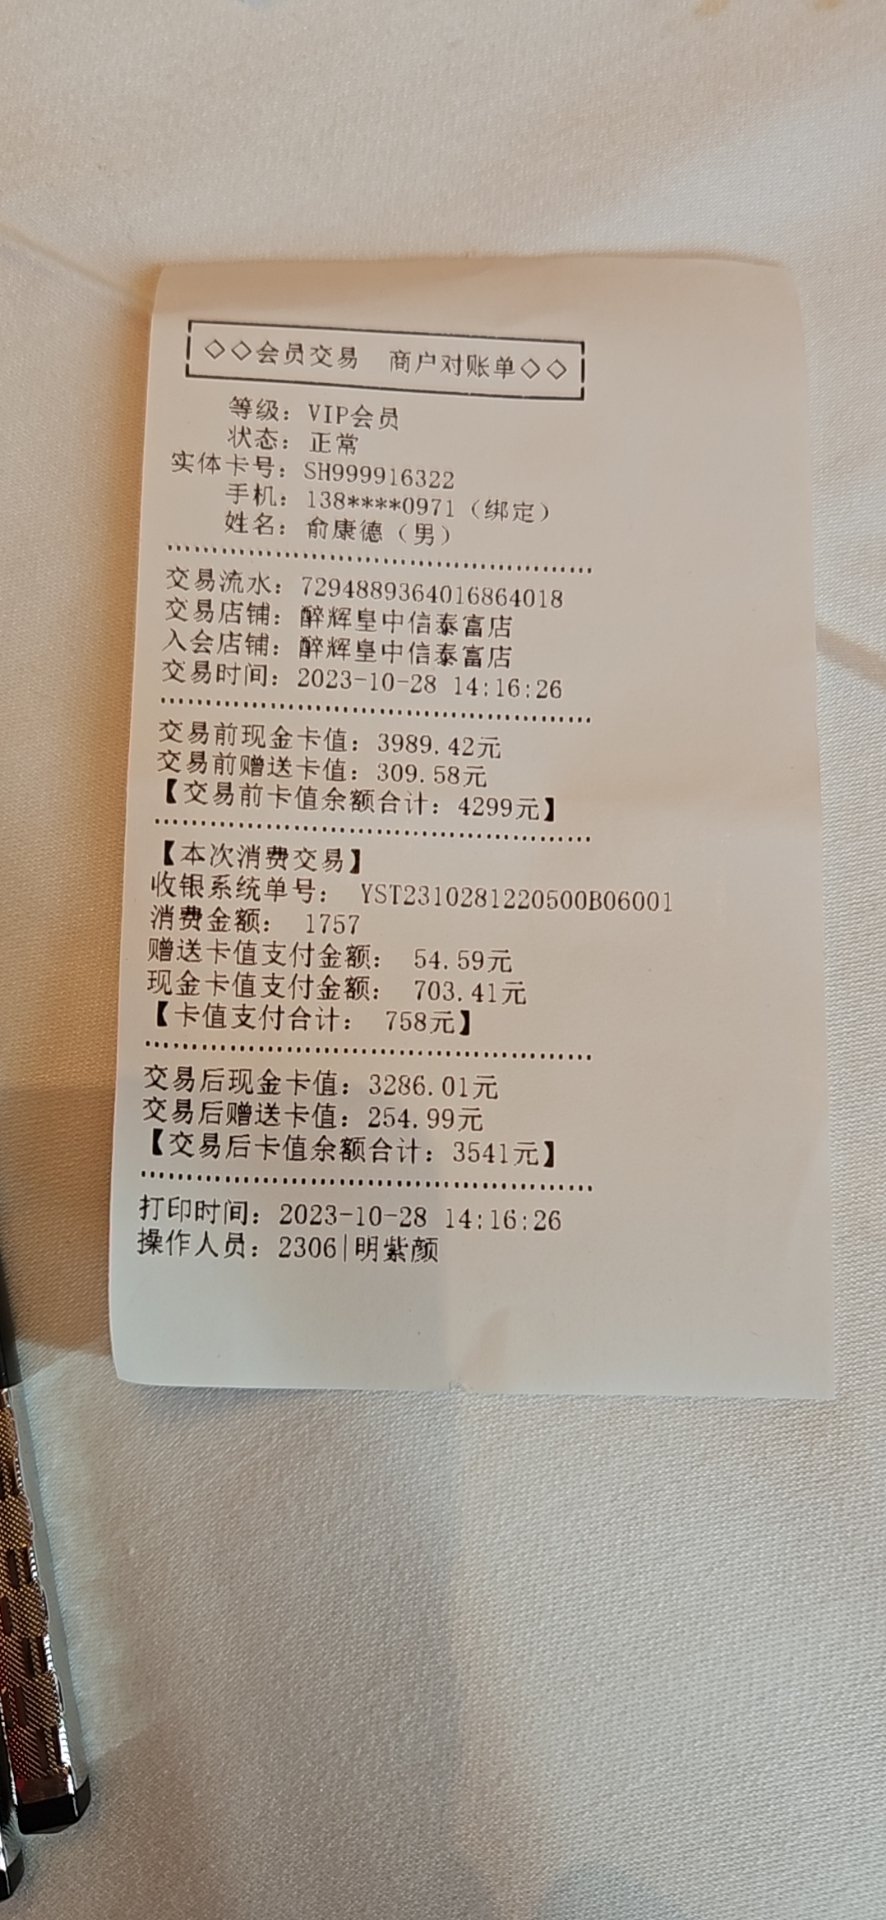 ◇◇会员交易 商户对账单◇◇
等级：VIP会员
状态：正常
实体卡号：SH999916322
手机：138****0971（绑定）
姓名：俞康德（男）
交易流水：7294889364016864018
交易店铺：醉辉皇中信泰富店
入会店铺：醉辉皇中信泰富店
交易时间：2023-10-28 14:16:26
交易前现金卡值：3989.42元
交易前赠送卡值：309.58元
【交易前卡值余额合计：4299元】
【本次消费交易】
收银系统单号： YST2310281220500B06001
消费金额： 1757
赠送卡值支付金额： 54.59元
现金卡值支付金额： 703.41元
【卡值支付合计： 758元】
交易后现金卡值：3286.01元
交易后赠送卡值：254.99元
【交易后卡值余额合计：3541元】
打印时间：2023-10-28 14:16:26
操作人员：2306|明紫颜